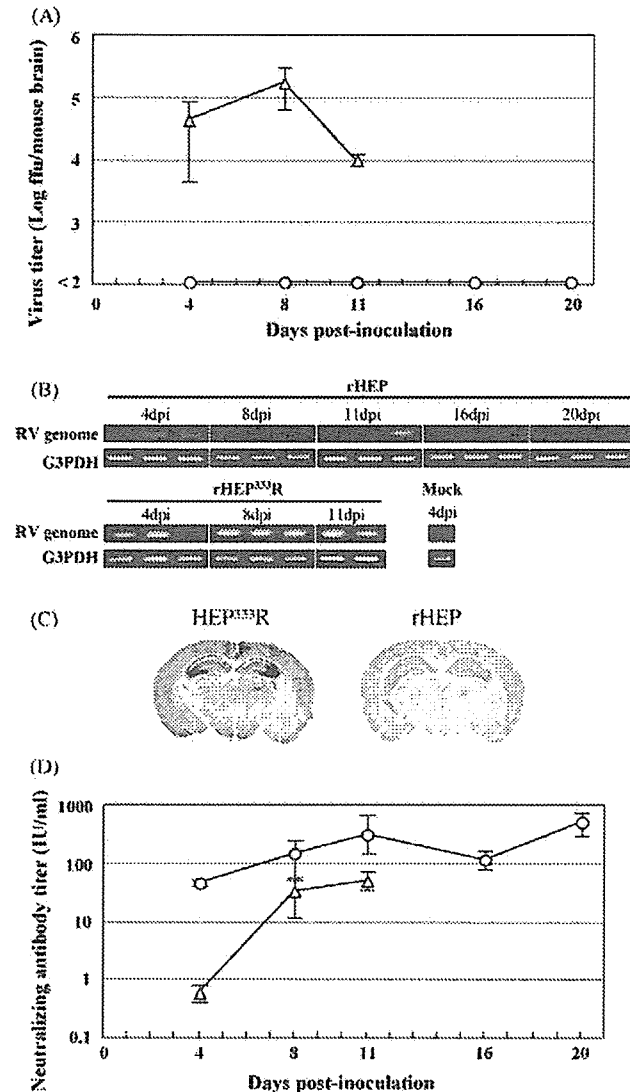 (A)
Virus titer (Log ffu/mouse brain)
6
5
4
3
<2
0 4 8 11 16 20
Days post-inoculation
(B)
rHEP
4dpi 8dpi 11dpi 16dpi 20dpi
RV genome
G3PDH
rHEP³³³R Mock
4dpi 8dpi 11dpi 4dpi
RV genome
G3PDH
(C)
HEP³³³R rHEP
(D)
Neutralizing antibody titer (IU/ml)
1000
100
10
1
0.1
**
0 4 8 11 16 20
Days post-inoculation